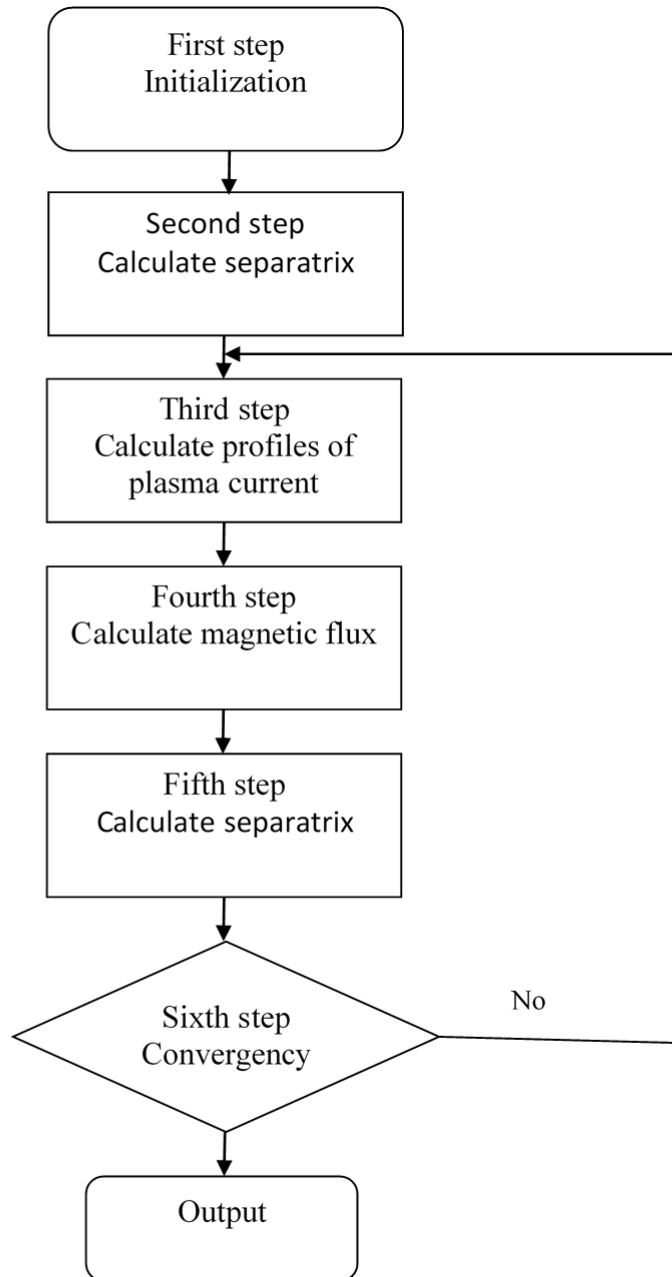 First step
Initialization
Second step
Calculate separatrix
Third step
Calculate profiles of
plasma current
Fourth step
Calculate magnetic flux
Fifth step
Calculate separatrix
Sixth step
Convergency
No
Output